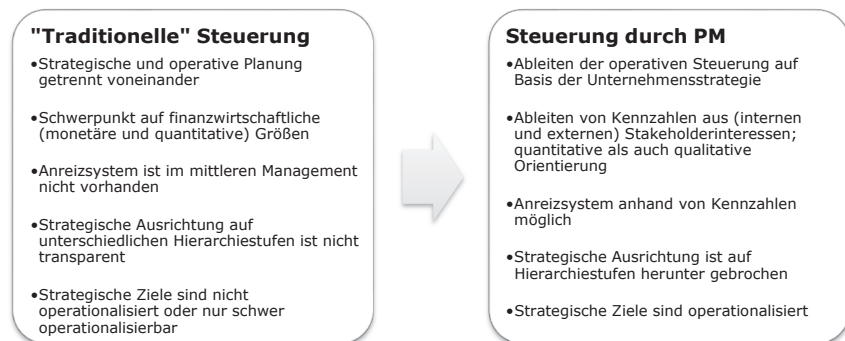 "Traditionelle" Steuerung
•Strategische und operative Planung
getrennt voneinander
•Schwerpunkt auf finanzwirtschaftliche
(monetäre und quantitative) Größen
•Anreizsystem ist im mittleren Management
nicht vorhanden
•Strategische Ausrichtung auf
unterschiedlichen Hierarchiestufen ist nicht
transparent
•Strategische Ziele sind nicht
operationalisiert oder nur schwer
operationalisierbar
Steuerung durch PM
•Ableiten der operativen Steuerung auf
Basis der Unternehmensstrategie
•Ableiten von Kennzahlen aus (internen
und externen) Stakeholderinteressen;
quantitative als auch qualitative
Orientierung
•Anreizsystem anhand von Kennzahlen
möglich
•Strategische Ausrichtung ist auf
Hierarchiestufen herunter gebrochen
•Strategische Ziele sind operationalisiert